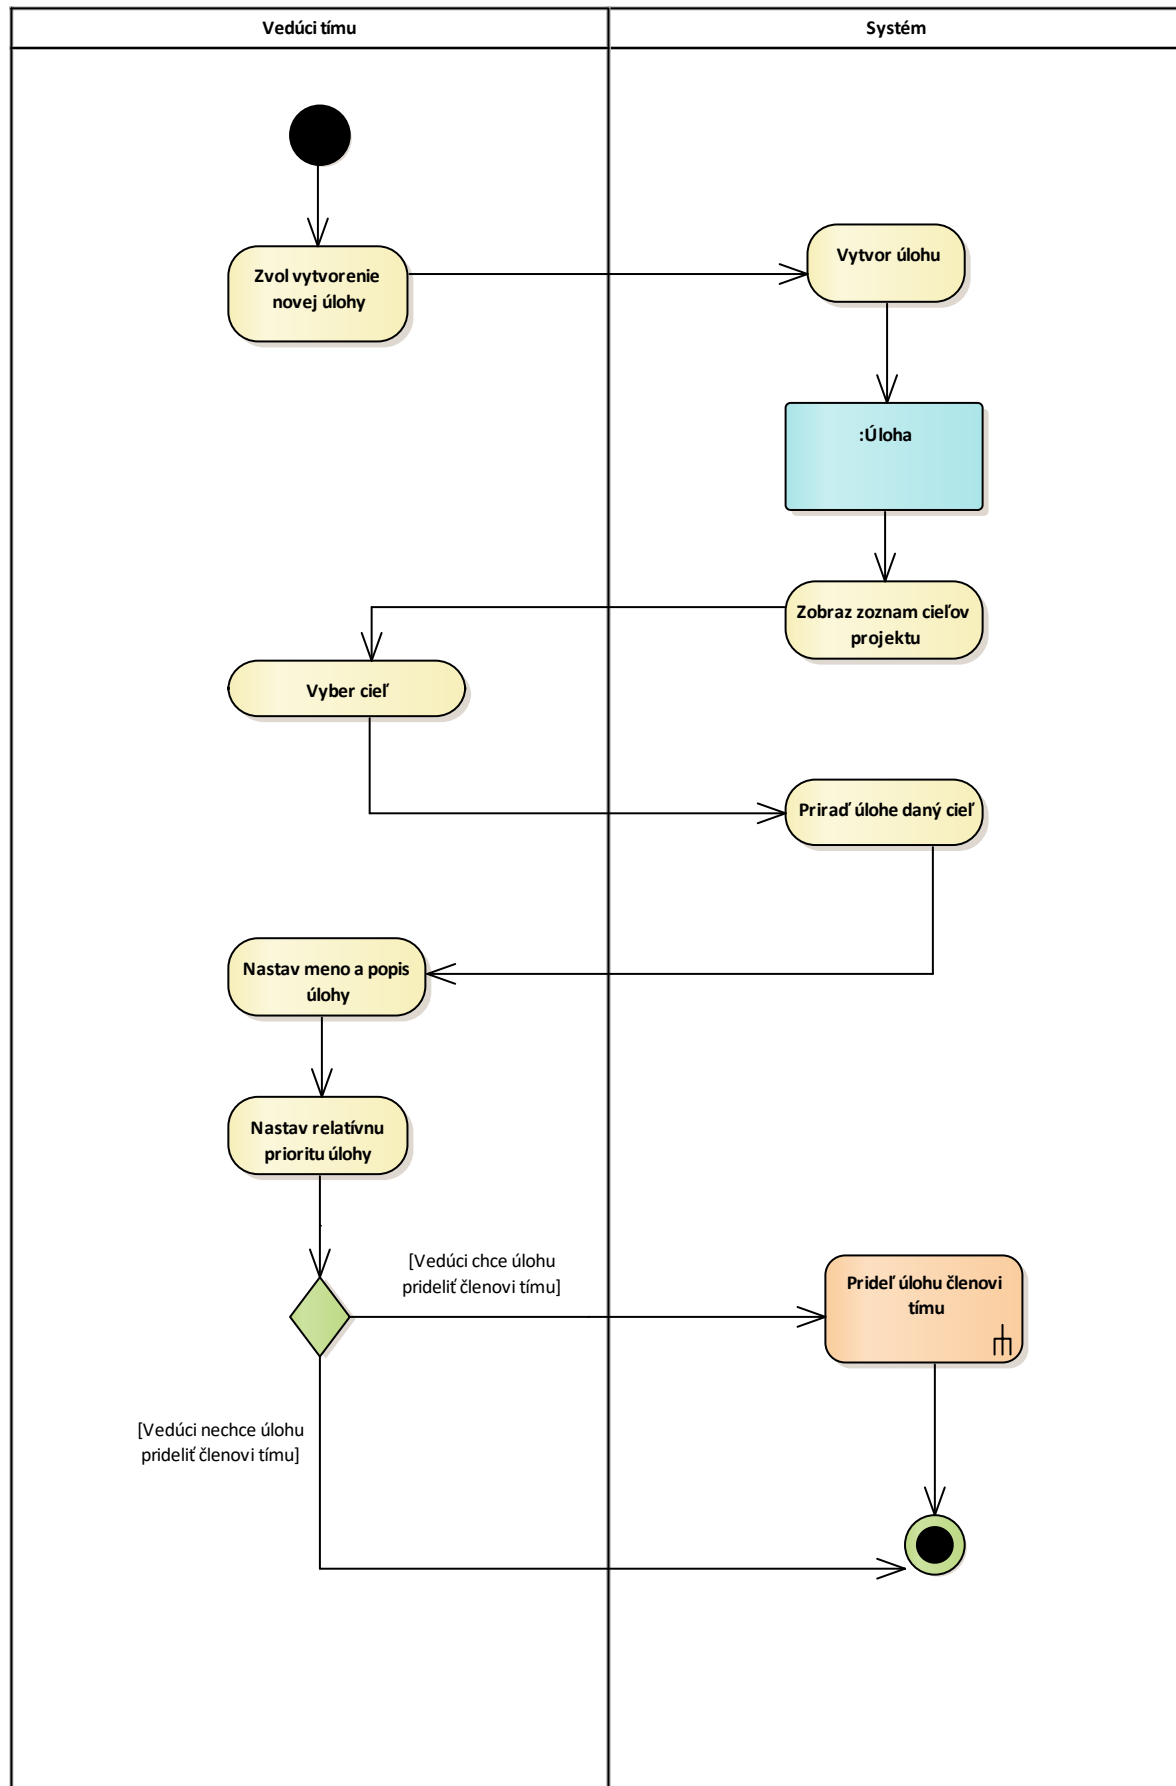 Vedúci tímu
Systém
Zvol vytvorenie
novej úlohy
Vytvor úlohu
:Úloha
Zobraz zoznam cieľov
projektu
Vyber cieľ
Priraď úlohe daný cieľ
Nastav meno a popis
úlohy
Nastav relatívnu
prioritu úlohy
[Vedúci chce úlohu
prideliť členovi tímu]
Prideľ úlohu členovi
tímu
[Vedúci nechce úlohu
prideliť členovi tímu]